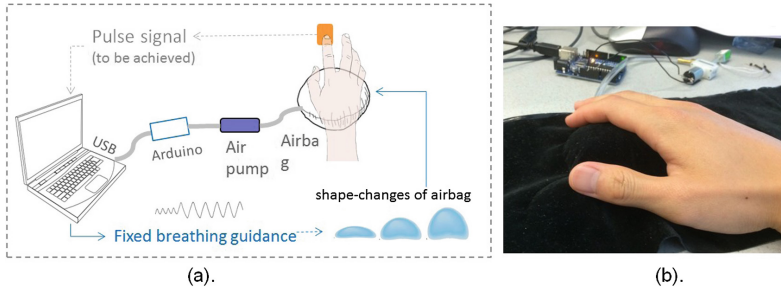 Pulse signal
(to be achieved)
USB
Arduino
Air
pump
Airba
g
shape-changes of airbag
Fixed breathing guidance
(a).
(b).